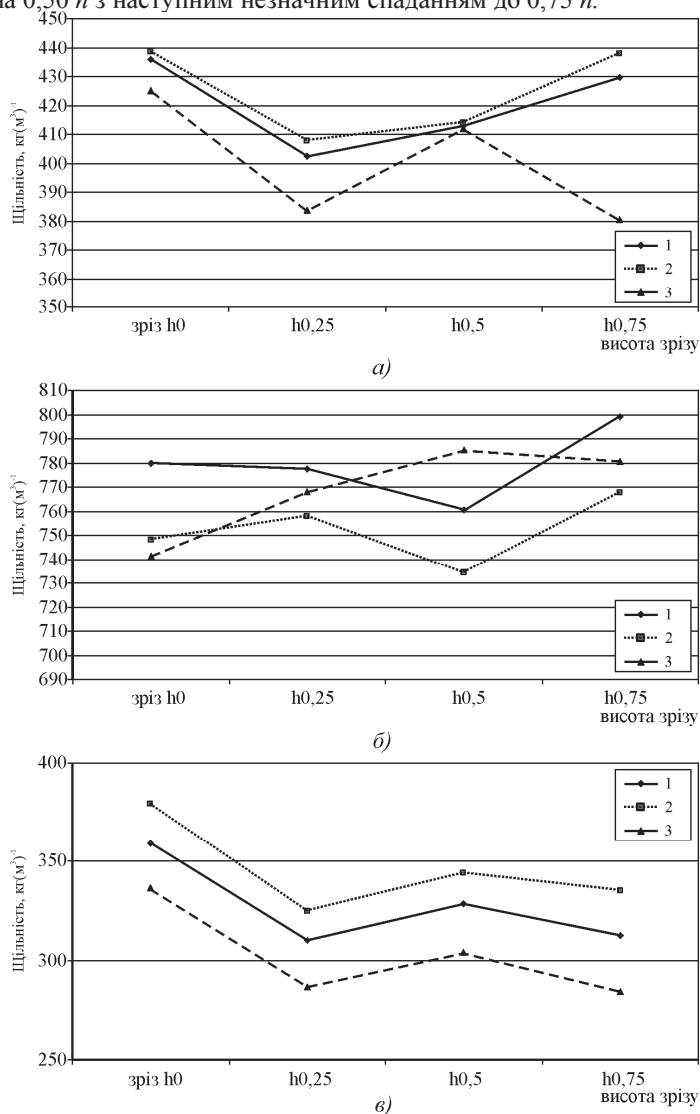 на 0,50 h з наступним незначним спаданням до 0,75 h.
450
440
430
420
410
400
390
380
370
360
350
Щільність, кг(м³)⁻¹
1
2
3
зріз h0
h0,25
h0,5
h0,75
висота зрізу
а)
810
800
790
780
770
760
750
740
730
720
710
700
690
Щільність, кг(м³)⁻¹
1
2
3
зріз h0
h0,25
h0,5
h0,75
висота зрізу
б)
400
350
300
250
Щільність, кг(м³)⁻¹
1
2
3
зріз h0
h0,25
h0,5
h0,75
висота зрізу
в)